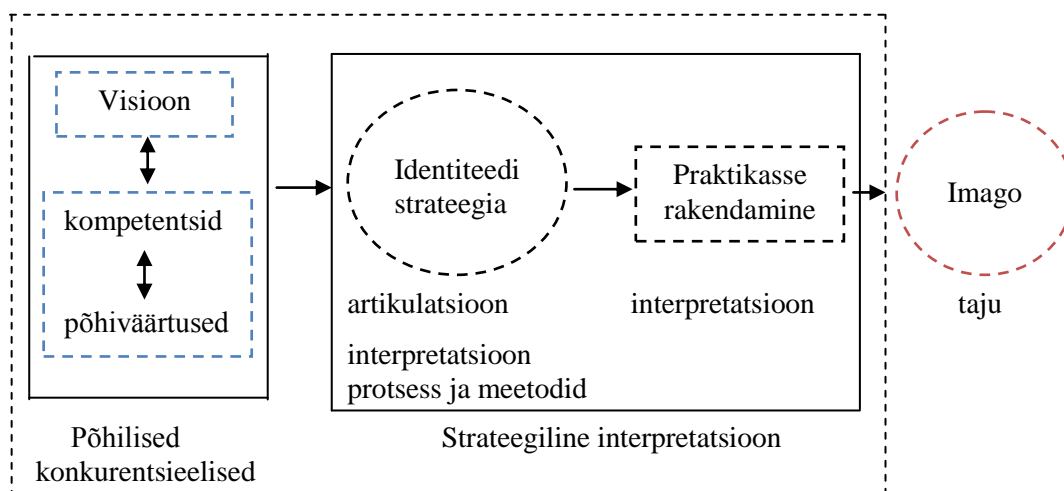 Visioon
kompetentsid
põhiväärtused
Põhilised
konkurentsieelised
Identiteedi
strateegia
artikulatsioon
interpretatsioon
protsess ja meetodid
Praktikasse
rakendamine
interpretatsioon
Strateegiline interpretatsioon
Imago
taju